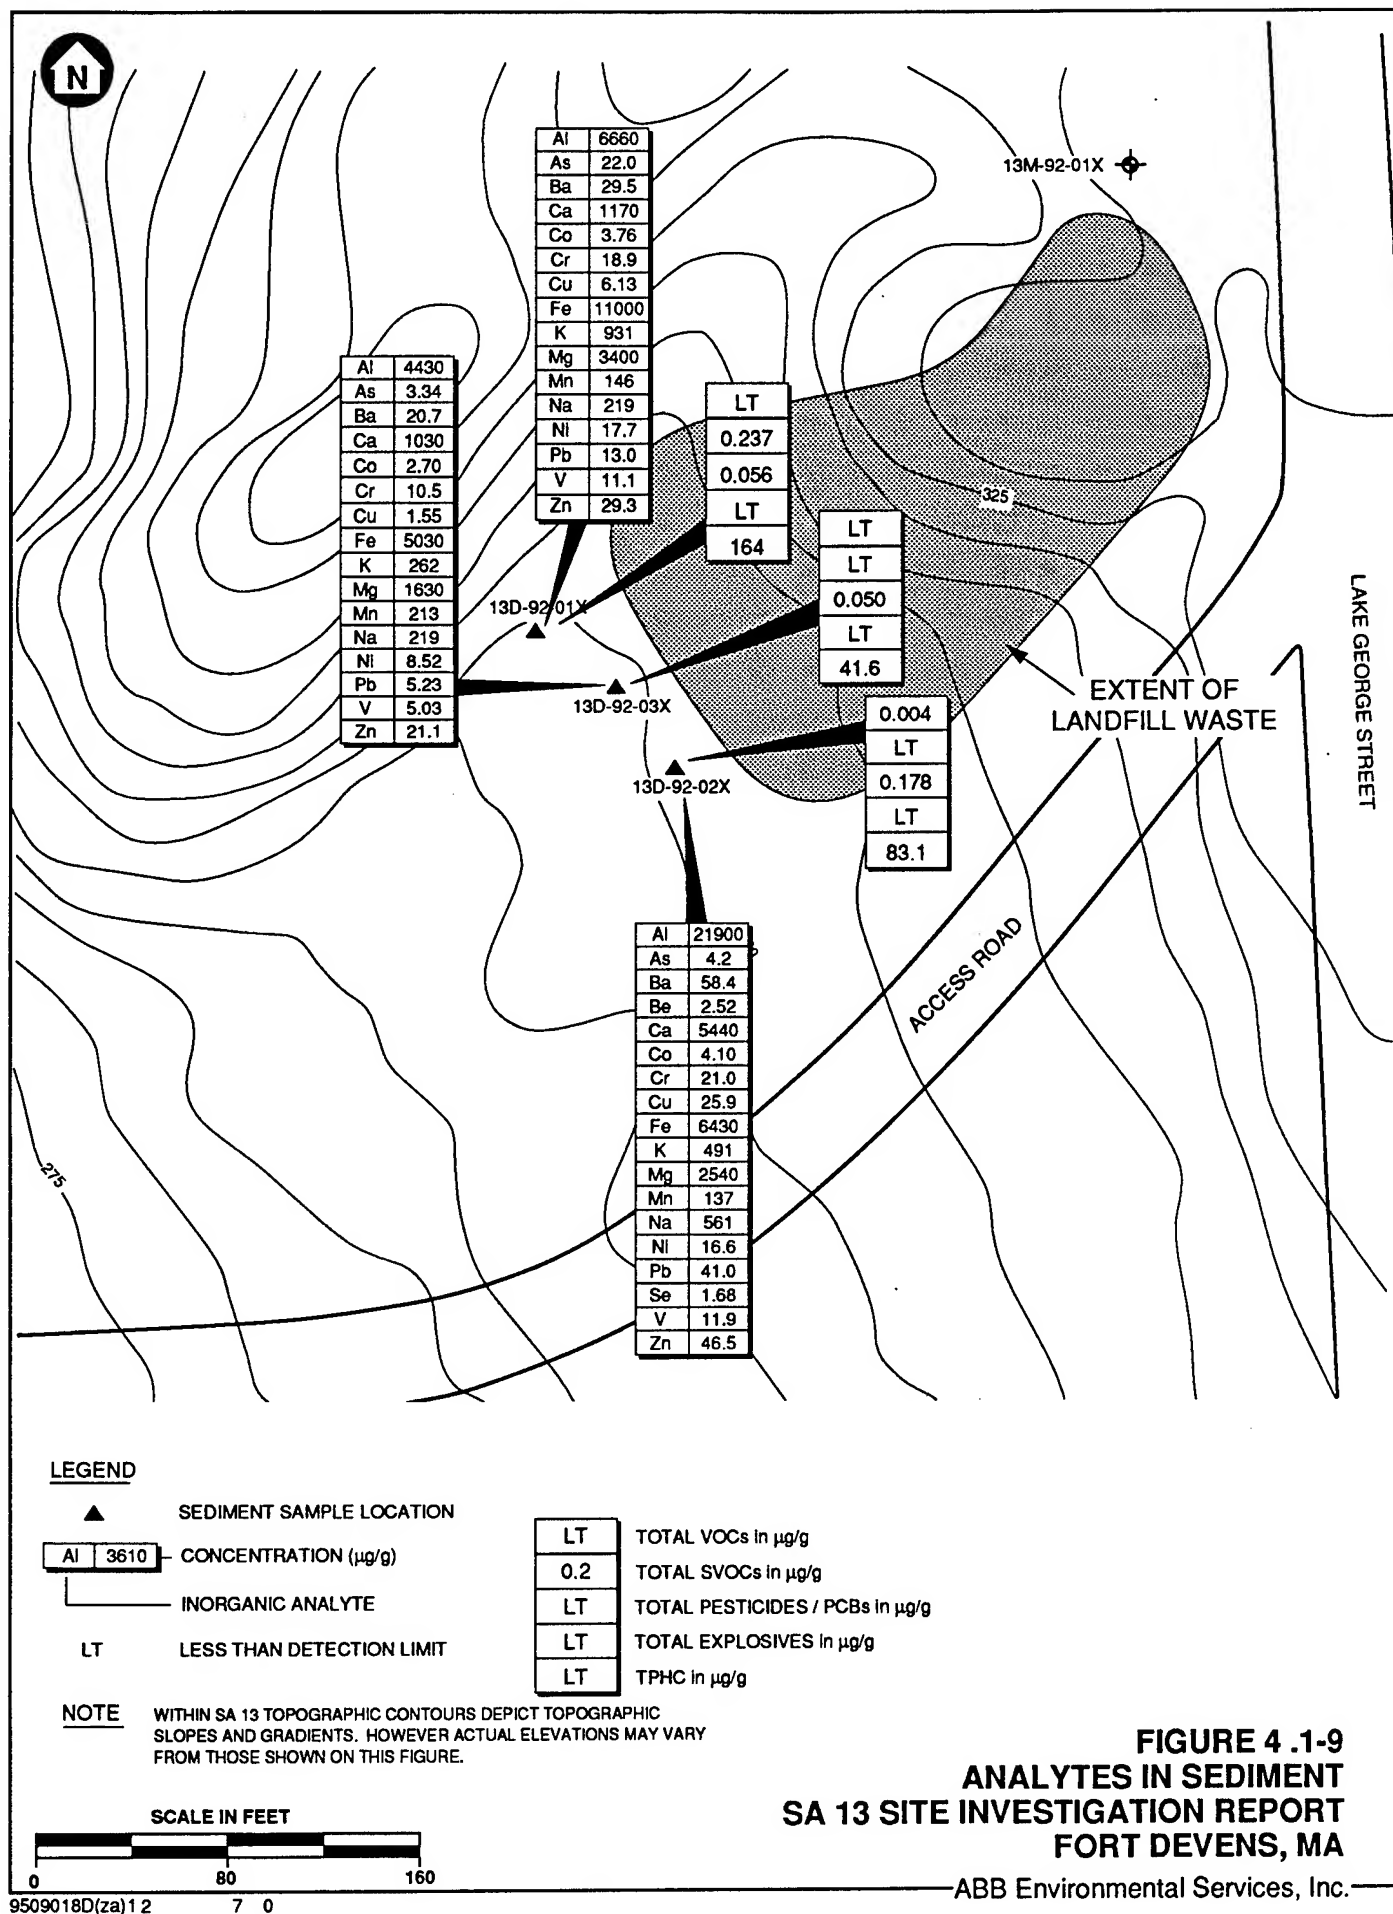 N
13M-92-01X
Al 6660
As 22.0
Ba 29.5
Ca 1170
Co 3.76
Cr 18.9
Cu 6.13
Fe 11000
K 931
Mg 3400
Mn 146
Na 219
Ni 17.7
Pb 13.0
V 11.1
Zn 29.3
Al 4430
As 3.34
Ba 20.7
Ca 1030
Co 2.70
Cr 10.5
Cu 1.55
Fe 5030
K 262
Mg 1630
Mn 213
Na 219
Ni 8.52
Pb 5.23
V 5.03
Zn 21.1
LT
0.237
0.056
LT
164
325
LT
LT
0.050
LT
41.6
13D-92-01X
13D-92-03X
13D-92-02X
0.004
LT
0.178
LT
83.1
EXTENT OF
LANDFILL WASTE
LAKE GEORGE STREET
ACCESS ROAD
275
Al 21900
As 4.2
Ba 58.4
Be 2.52
Ca 5440
Co 4.10
Cr 21.0
Cu 25.9
Fe 6430
K 491
Mg 2540
Mn 137
Na 561
Ni 16.6
Pb 41.0
Se 1.68
V 11.9
Zn 46.5
LEGEND
SEDIMENT SAMPLE LOCATION
Al 3610 CONCENTRATION (µg/g)
INORGANIC ANALYTE
LT LESS THAN DETECTION LIMIT
LT TOTAL VOCs in µg/g
0.2 TOTAL SVOCs in µg/g
LT TOTAL PESTICIDES / PCBs in µg/g
LT TOTAL EXPLOSIVES in µg/g
LT TPHC in µg/g
NOTE WITHIN SA 13 TOPOGRAPHIC CONTOURS DEPICT TOPOGRAPHIC
SLOPES AND GRADIENTS. HOWEVER ACTUAL ELEVATIONS MAY VARY
FROM THOSE SHOWN ON THIS FIGURE.
SCALE IN FEET
0 80 160
9509018D(za)1 2 7 0
FIGURE 4 .1-9
ANALYTES IN SEDIMENT
SA 13 SITE INVESTIGATION REPORT
FORT DEVENS, MA
ABB Environmental Services, Inc.